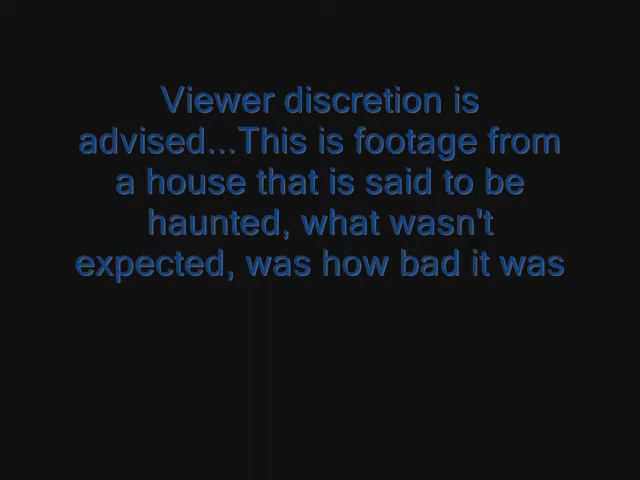 Viewer discretion is
advised...This is footage from
a house that is said to be
haunted, what wasn't
expected, was how bad it was